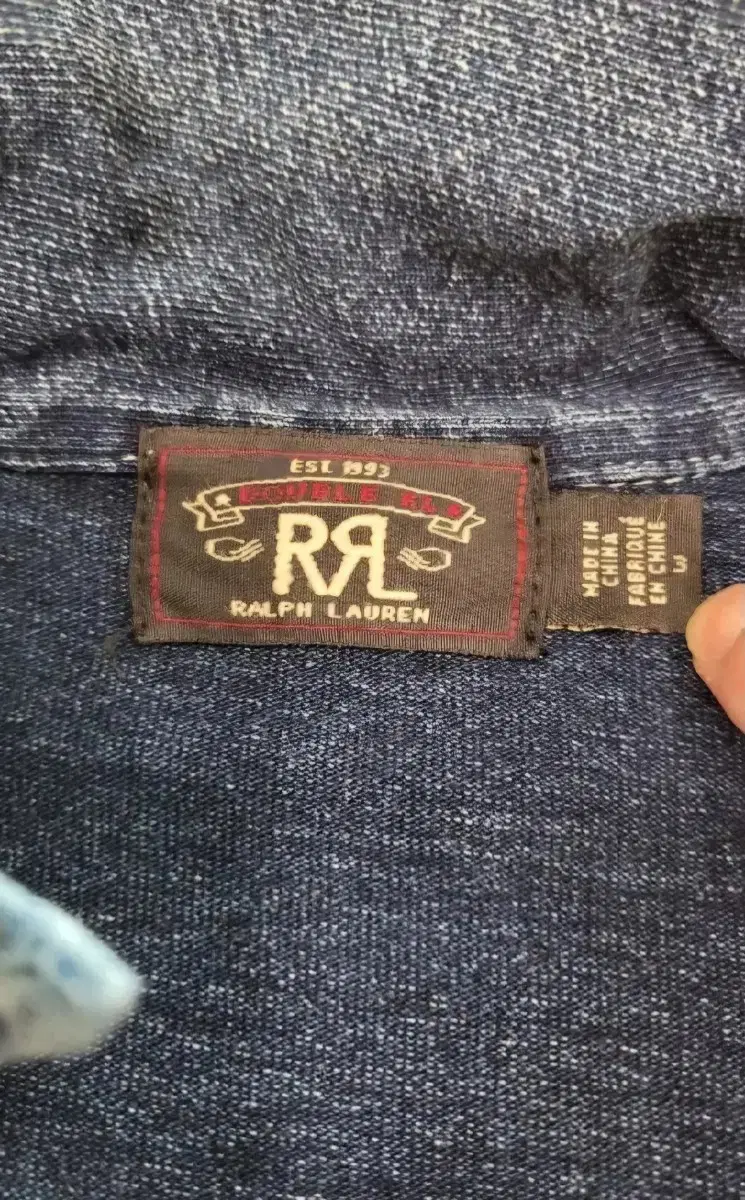 EST. 1993
DOUBLE RL
RRL
RALPH LAUREN
MADE IN
CHINA
FABRIQUÉ
EN CHINE